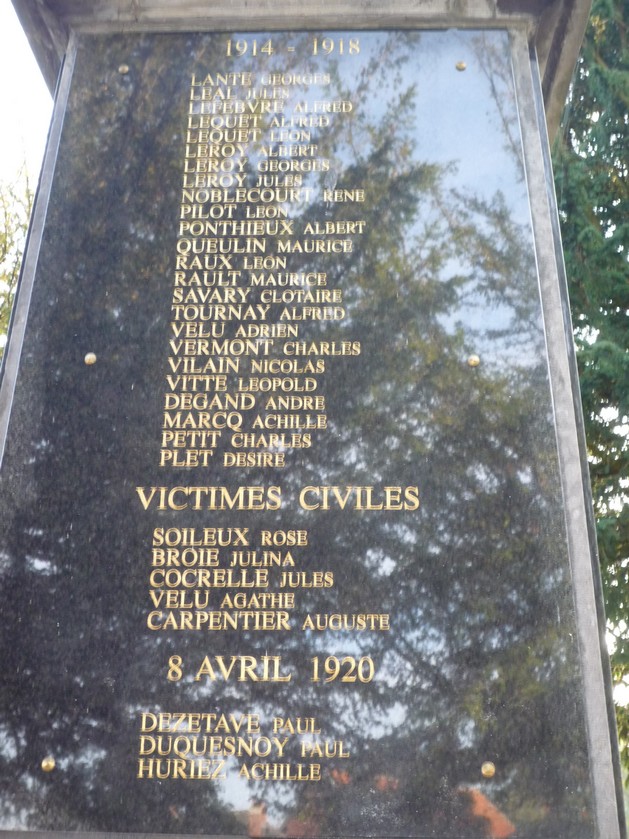 1914 = 1918
LANTE GEORGES
LEAL JULES
LEFEBVRE ALFRED
LEQUET ALFRED
LEQUET LEON
LEROY ALBERT
LEROY GEORGES
LEROY JULES
NOBLECOURT RENE
PILOT LEON
PONTHIEUX ALBERT
QUEULIN MAURICE
RAUX LEON
RAULT MAURICE
SAVARY CLOTAIRE
TOURNAY ALFRED
VELU ADRIEN
VERMONT CHARLES
VILAIN NICOLAS
VITTE LEOPOLD
DEGAND ANDRE
MARCQ ACHILLE
PETIT CHARLES
PLET DESIRE
VICTIMES CIVILES
SOILEUX ROSE
BROIE JULINA
COCRELLE JULES
VELU AGATHE
CARPENTIER AUGUSTE
8 AVRIL 1920
DEZETAVE PAUL
DUQUESNOY PAUL
HURIEZ ACHILLE